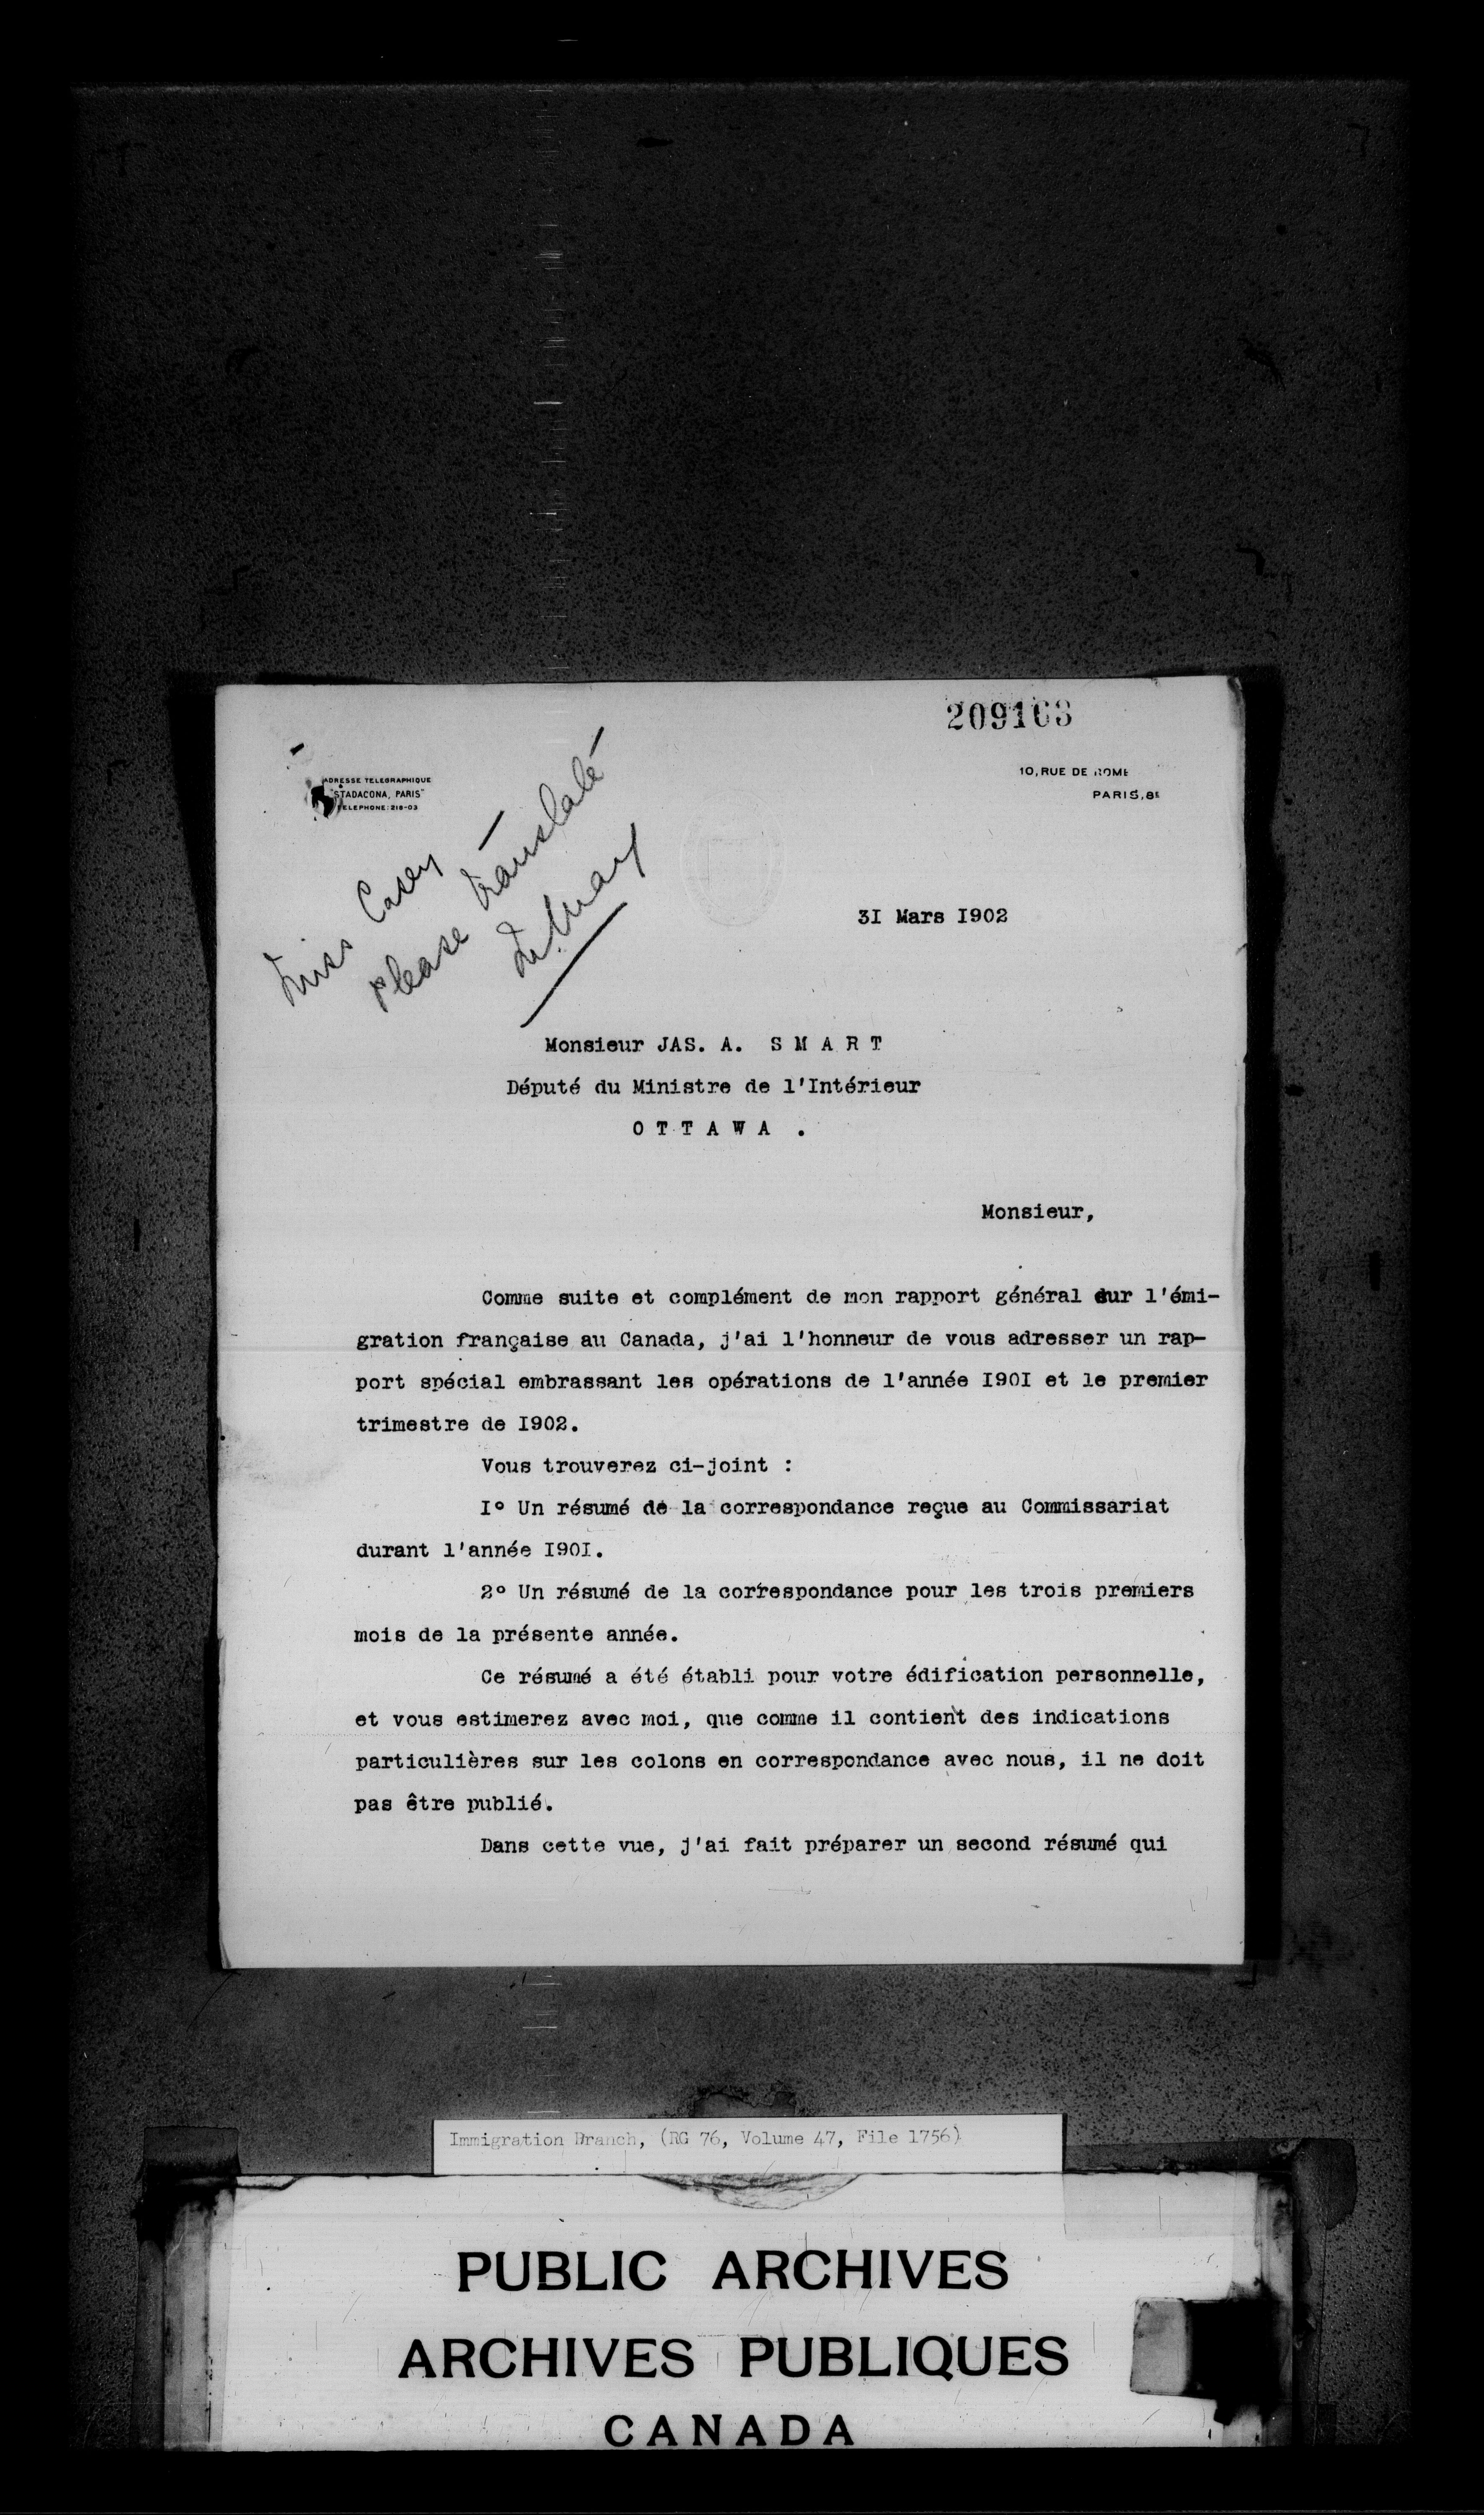 209163
ADRESSE TELEGRAPHIQUE
"STADACONA, PARIS"
TELEPHONE: 218-03
10, RUE DE ROME
PARIS, 8E
Miss Casey
please translate
31 Mars I902
Monsieur JAS. A. S M A R T
Député du Ministre de l'Intérieur
O T T A W A .
Monsieur,
Comme suite et complément de mon rapport général sur l'émi-
gration française au Canada, j'ai l'honneur de vous adresser un rap-
port spécial embrassant les opérations de l'année I90I et le premier
trimestre de I902.
Vous trouverez ci-joint :
I° Un résumé de la correspondance reçue au Commissariat
durant l'année I90I.
2° Un résumé de la correspondance pour les trois premiers
mois de la présente année.
Ce résumé a été établi pour votre édification personnelle,
et vous estimerez avec moi, que comme il contient des indications
particulières sur les colons en correspondance avec nous, il ne doit
pas être publié.
Dans cette vue, j'ai fait préparer un second résumé qui
Immigration Branch, (RG 76, Volume 47, File 1756)
PUBLIC ARCHIVES
ARCHIVES PUBLIQUES
CANADA